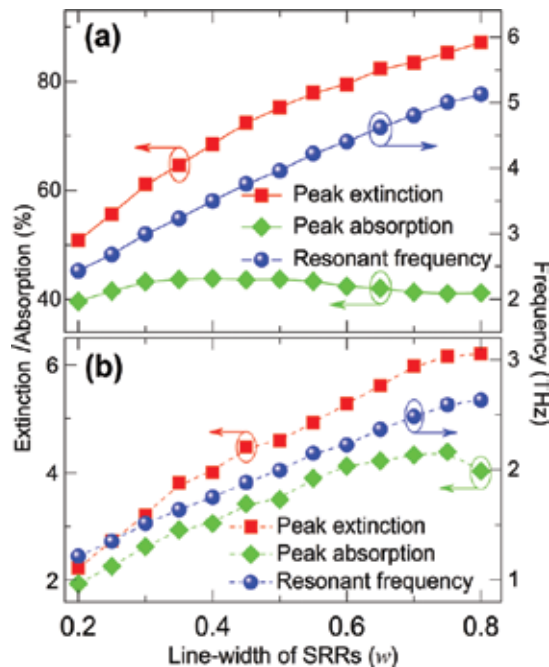 (a)
80
60
40
6
5
4
3
2
Peak extinction
Peak absorption
Resonant frequency
Extinction /Absorption (%)
Frequency (THz)
(b)
6
4
2
3
2
1
Peak extinction
Peak absorption
Resonant frequency
0.2 0.4 0.6 0.8
Line-width of SRRs (w)